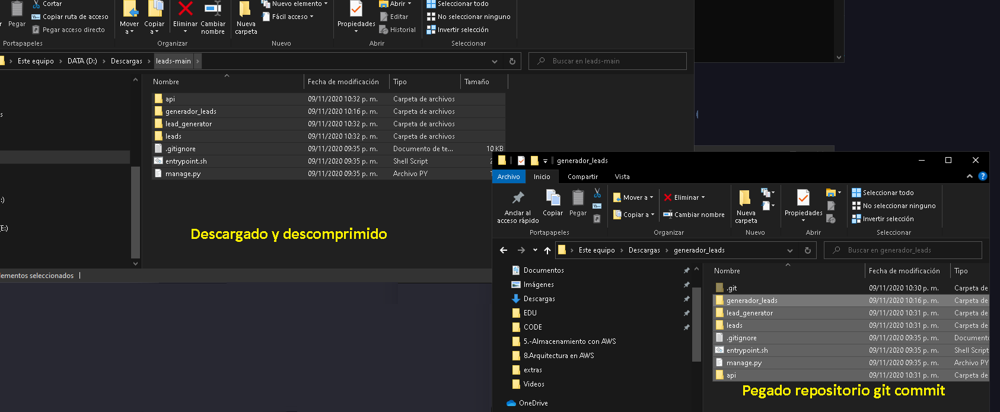 Cortar
Copiar ruta de acceso
Pegar acceso directo
Pegar
Portapapeles
Mover a
Copiar a
Eliminar
Cambiar nombre
Organizar
Nueva carpeta
Nuevo elemento
Fácil acceso
Nuevo
Propiedades
Abrir
Editar
Historial
Abrir
Seleccionar todo
No seleccionar ninguno
Invertir selección
Seleccionar
Este equipo > DATA (D:) > Descargas > leads-main >
Buscar en leads-main
Nombre Fecha de modificación Tipo Tamaño
api 09/11/2020 10:32 p. m. Carpeta de archivos
generador_leads 09/11/2020 10:16 p. m. Carpeta de archivos
lead_generator 09/11/2020 10:32 p. m. Carpeta de archivos
leads 09/11/2020 10:32 p. m. Carpeta de archivos
.gitignore 09/11/2020 09:35 p. m. Documento de te... 10 KB
entrypoint.sh 09/11/2020 09:35 p. m. Shell Script
manage.py 09/11/2020 09:35 p. m. Archivo PY
E:)
Descargado y descomprimido
ementos seleccionados
generador_leads
Archivo Inicio Compartir Vista
Anclar al acceso rápido
Copiar
Pegar
Portapapeles
Mover a
Copiar a
Eliminar
Cambiar nombre
Organizar
Nueva carpeta
Nuevo
Propiedades
Abrir
Seleccionar todo
No seleccionar ninguno
Invertir selección
Seleccionar
Este equipo > Descargas > generador_leads
Buscar en generador_leads
Documentos
Imágenes
Descargas
EDU
CODE
5.-Almacenamiento con AWS
8.Arquitectura en AWS
extras
Videos
OneDrive
Nombre Fecha de modificación Tipo
.git 09/11/2020 10:30 p. m. Carpeta de
generador_leads 09/11/2020 10:16 p. m. Carpeta de
lead_generator 09/11/2020 10:31 p. m. Carpeta de
leads 09/11/2020 10:31 p. m. Carpeta de
.gitignore 09/11/2020 09:35 p. m. Documento
entrypoint.sh 09/11/2020 09:35 p. m. Shell Script
manage.py 09/11/2020 09:35 p. m. Archivo PY
api 09/11/2020 10:31 p. m. Carpeta de
Pegado repositorio git commit